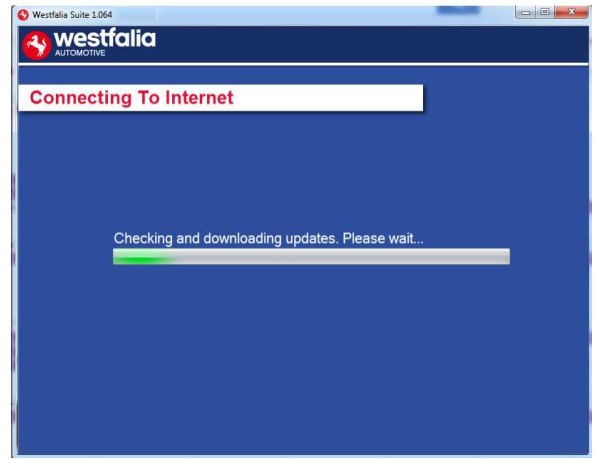 Westfalia Suite 1.064
westfalia
AUTOMOTIVE
Connecting To Internet
Checking and downloading updates. Please wait...